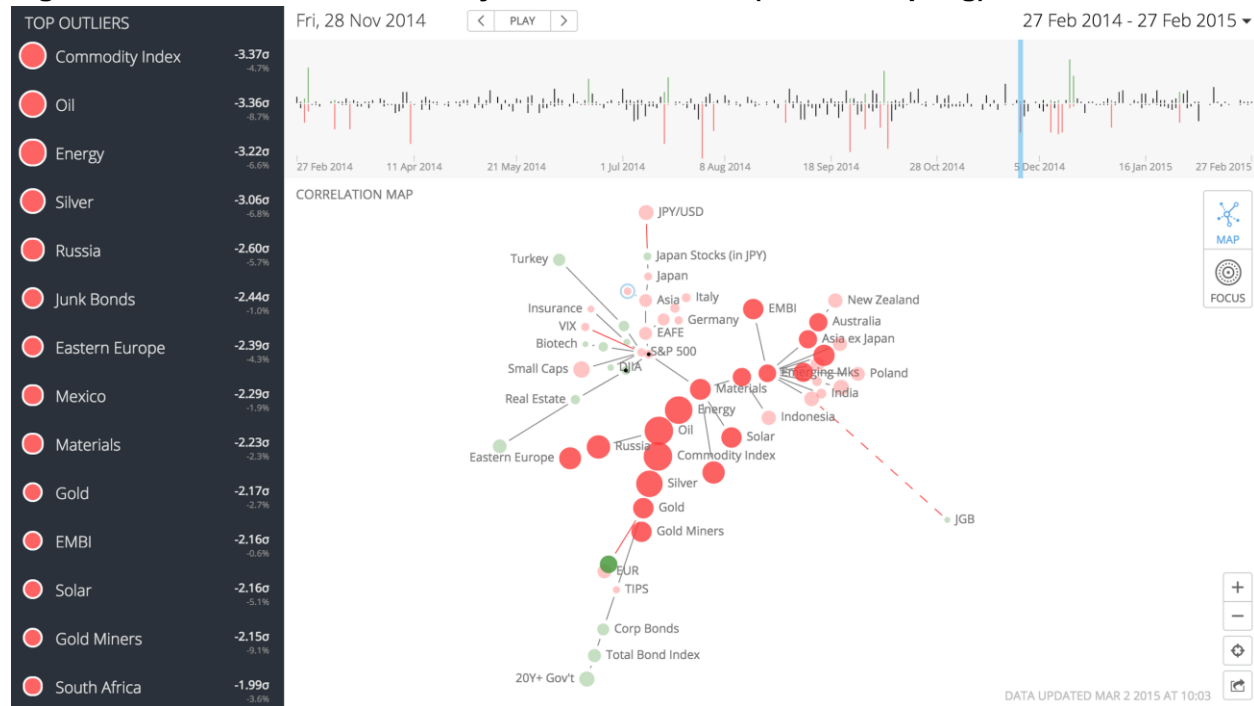 TOP OUTLIERS
Commodity Index -3.37σ
-4.7%
Oil -3.36σ
-8.7%
Energy -3.22σ
-6.6%
Silver -3.06σ
-6.8%
Russia -2.60σ
-5.7%
Junk Bonds -2.44σ
-1.0%
Eastern Europe -2.39σ
-4.3%
Mexico -2.29σ
-1.9%
Materials -2.23σ
-2.3%
Gold -2.17σ
-2.7%
EMBI -2.16σ
-0.6%
Solar -2.16σ
-5.1%
Gold Miners -2.15σ
-9.1%
South Africa -1.99σ
-3.6%
Fri, 28 Nov 2014 < PLAY > 27 Feb 2014 - 27 Feb 2015
27 Feb 2014 11 Apr 2014 21 May 2014 1 Jul 2014 8 Aug 2014 18 Sep 2014 28 Oct 2014 5 Dec 2014 16 Jan 2015 27 Feb 2015
CORRELATION MAP
JPY/USD
MAP
Turkey
Japan Stocks (in JPY)
Japan
Asia
Italy
New Zealand
FOCUS
Insurance
EMBI
VIX
Germany
Australia
EAFE
Biotech
Asia ex Japan
S&P 500
Small Caps
DJIA
Emerging Mks
Poland
Materials
India
Real Estate
Energy
Indonesia
Oil
Solar
Russia
Eastern Europe
Commodity Index
Silver
Gold
JGB
Gold Miners
EUR
TIPS
+
−
Corp Bonds
Total Bond Index
20Y+ Gov't
DATA UPDATED MAR 2 2015 AT 10:03